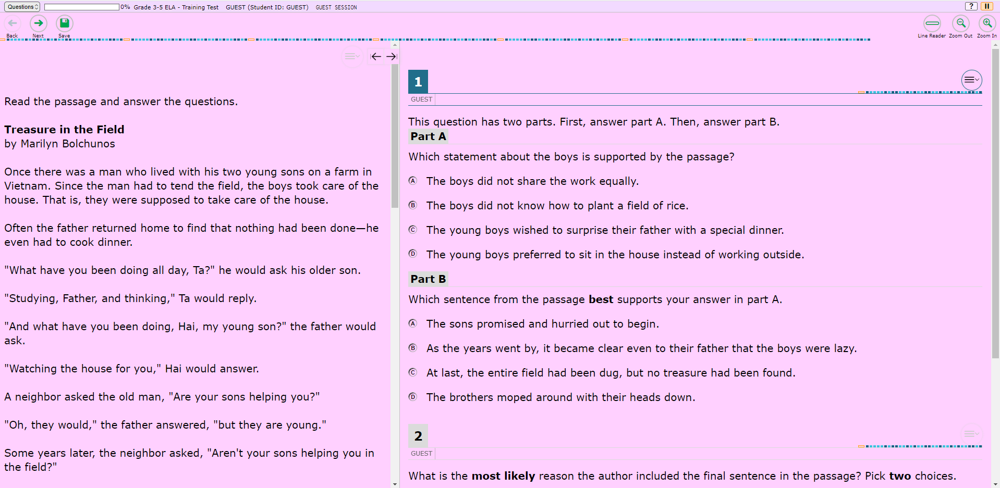 Questions
0%
Grade 3-5 ELA - Training Test
GUEST (Student ID: GUEST)
GUEST SESSION
?
Back
Next
Save
Line Reader
Zoom Out
Zoom In
Read the passage and answer the questions.
Treasure in the Field
by Marilyn Bolchunos
Once there was a man who lived with his two young sons on a farm in
Vietnam. Since the man had to tend the field, the boys took care of the
house. That is, they were supposed to take care of the house.
Often the father returned home to find that nothing had been done—he
even had to cook dinner.
"What have you been doing all day, Ta?" he would ask his older son.
"Studying, Father, and thinking," Ta would reply.
"And what have you been doing, Hai, my young son?" the father would
ask.
"Watching the house for you," Hai would answer.
A neighbor asked the old man, "Are your sons helping you?"
"Oh, they would," the father answered, "but they are young."
Some years later, the neighbor asked, "Aren't your sons helping you in
the field?"
1
GUEST
This question has two parts. First, answer part A. Then, answer part B.
Part A
Which statement about the boys is supported by the passage?
A The boys did not share the work equally.
B The boys did not know how to plant a field of rice.
C The young boys wished to surprise their father with a special dinner.
D The young boys preferred to sit in the house instead of working outside.
Part B
Which sentence from the passage best supports your answer in part A.
A The sons promised and hurried out to begin.
B As the years went by, it became clear even to their father that the boys were lazy.
C At last, the entire field had been dug, but no treasure had been found.
D The brothers moped around with their heads down.
2
GUEST
What is the most likely reason the author included the final sentence in the passage? Pick two choices.